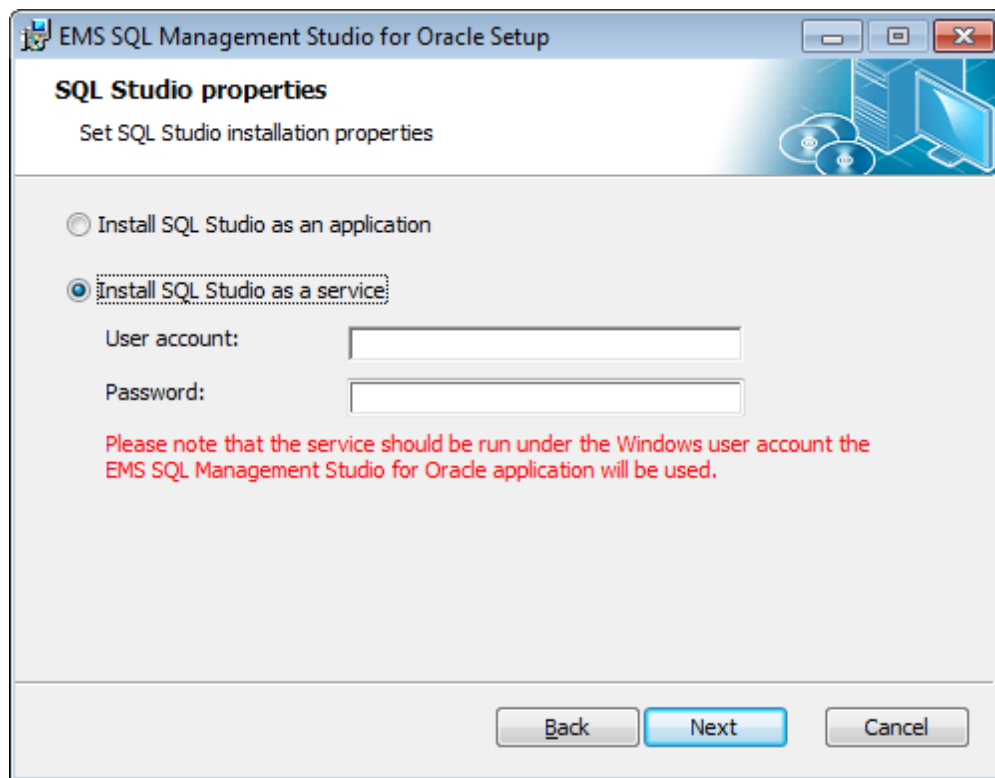 EMS SQL Management Studio for Oracle Setup
SQL Studio properties
Set SQL Studio installation properties
Install SQL Studio as an application
Install SQL Studio as a service
User account:
Password:
Please note that the service should be run under the Windows user account the
EMS SQL Management Studio for Oracle application will be used.
Back Next Cancel